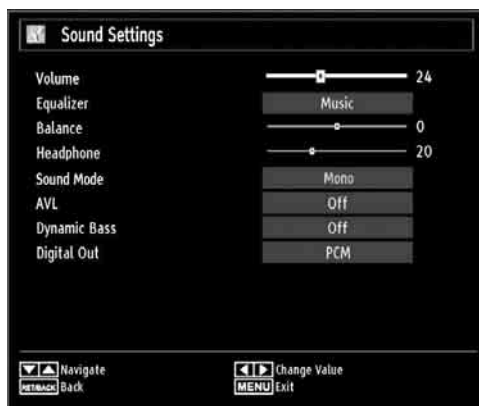 Sound Settings
Volume 24
Equalizer Music
Balance 0
Headphone 20
Sound Mode Mono
AVL Off
Dynamic Bass Off
Digital Out PCM
Navigate Change Value
RET/BACK Back MENU Exit